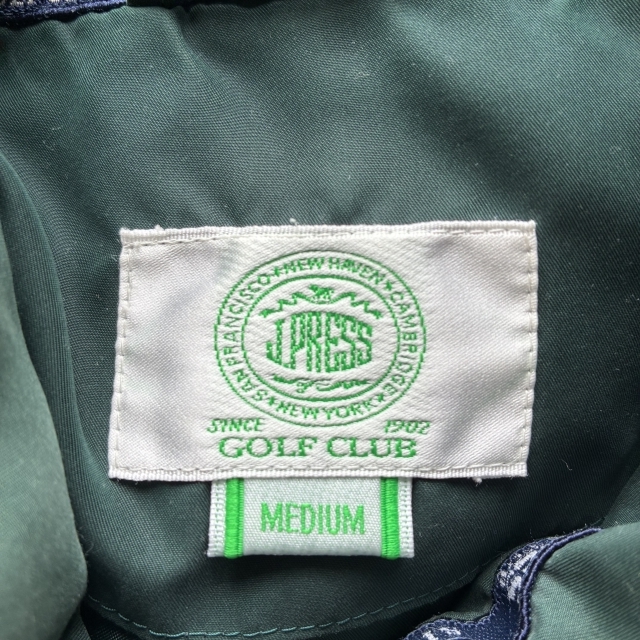 NEW HAVEN ★ CAMBRIDGE ★ NEW YORK ★ SAN FRANCISCO ★
J.PRESS
SINCE 1902
GOLF CLUB
MEDIUM